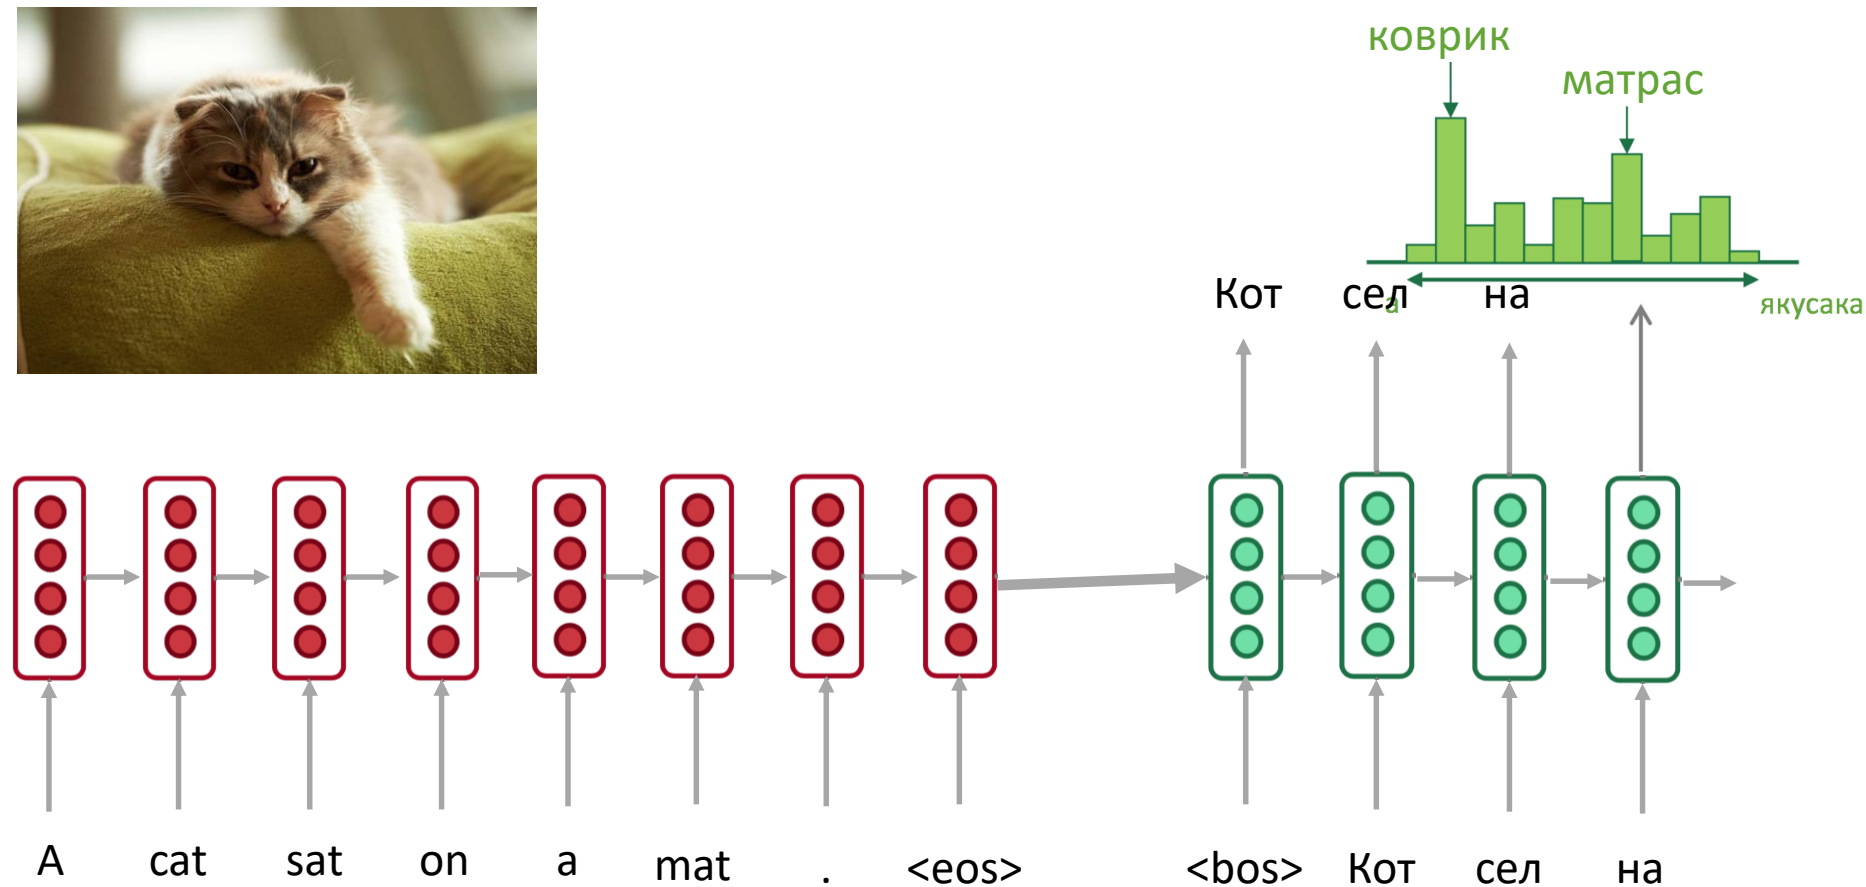 коврик
матрас
а якусака
Кот сел на
A cat sat on a mat . <eos> <bos> Кот сел на